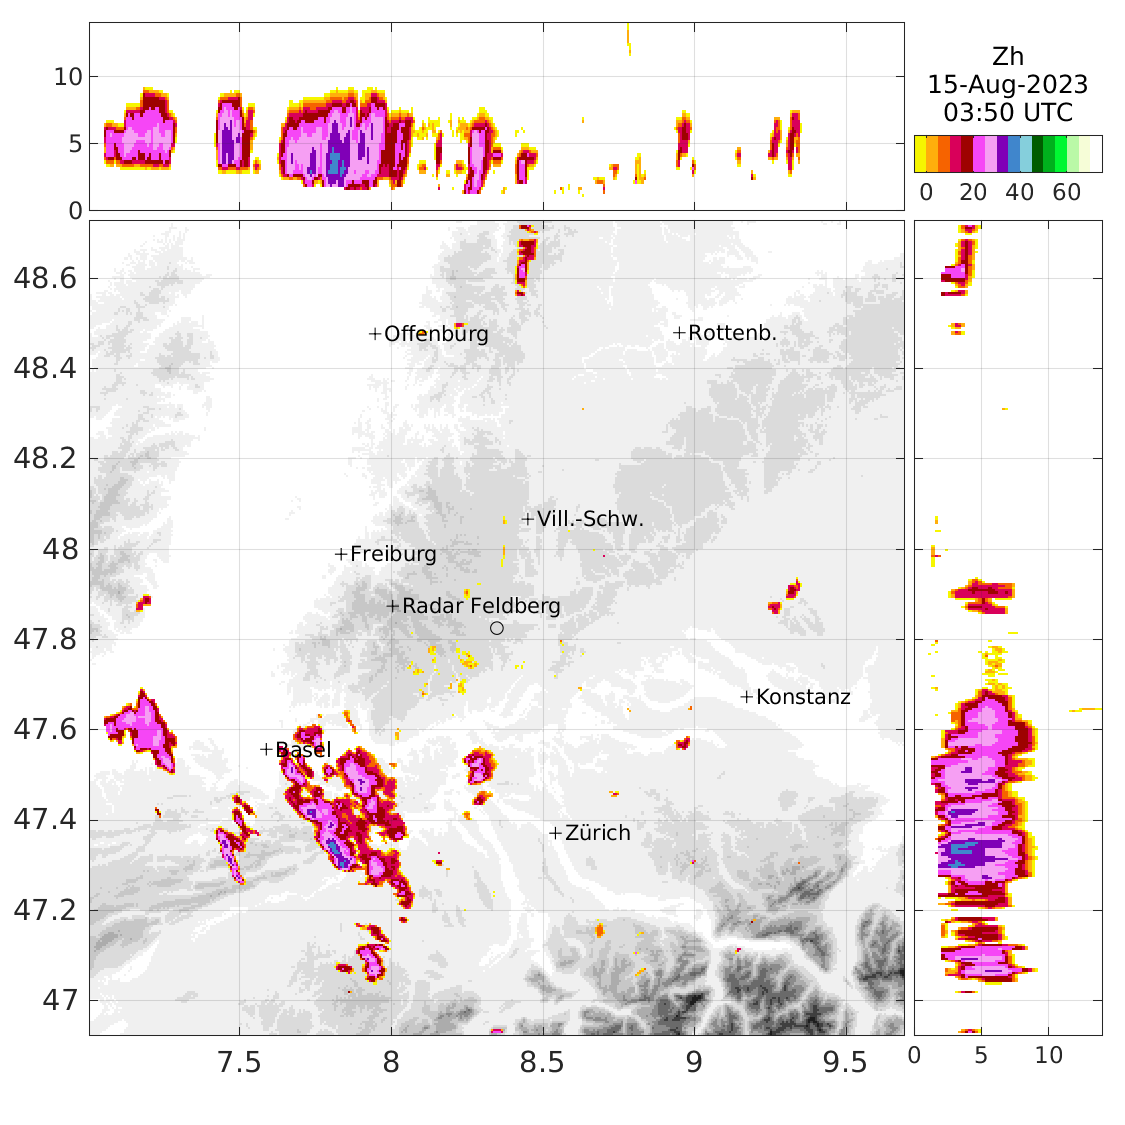 10
5
0
Zh
15-Aug-2023
03:50 UTC
0 20 40 60
48.6
48.4
48.2
48
47.8
47.6
47.4
47.2
47
+Offenburg
+Rottenb.
+Vill.-Schw.
+Freiburg
+Radar Feldberg
+Konstanz
+Basel
+Zürich
7.5 8 8.5 9 9.5
0 5 10